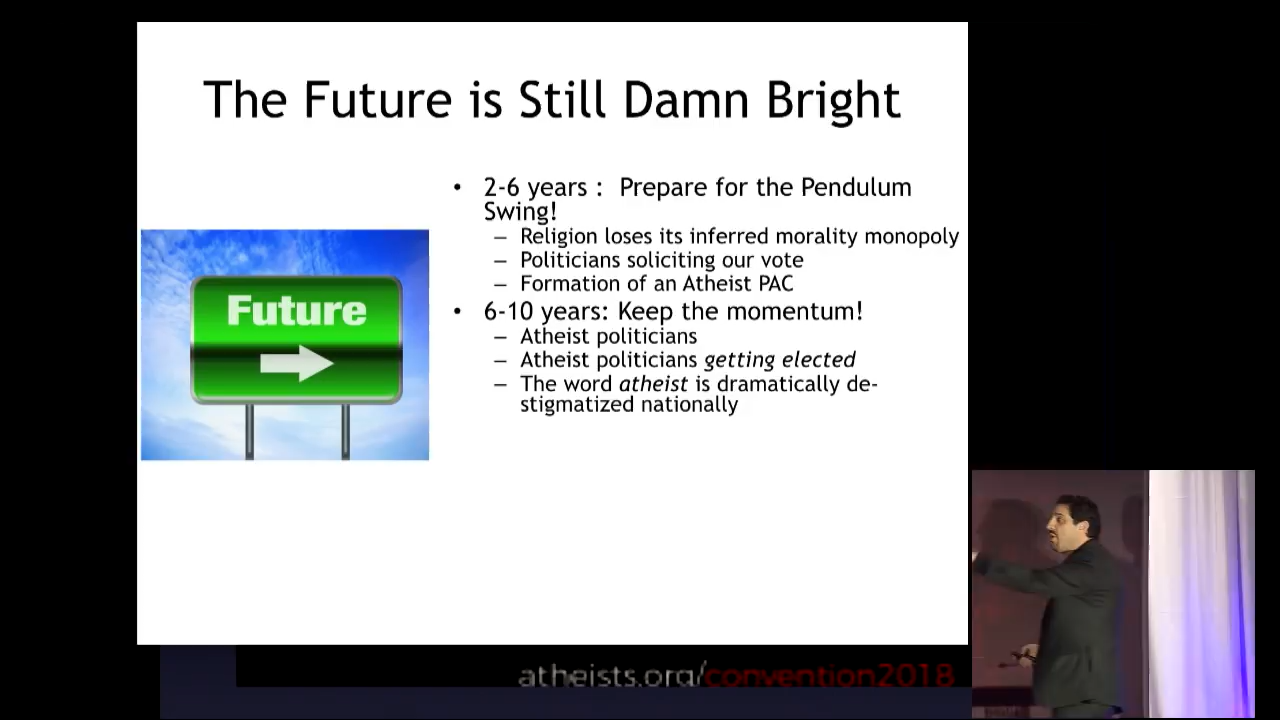 The Future is Still Damn Bright
• 2-6 years : Prepare for the Pendulum
Swing!
– Religion loses its inferred morality monopoly
– Politicians soliciting our vote
– Formation of an Atheist PAC
• 6-10 years: Keep the momentum!
– Atheist politicians
– Atheist politicians getting elected
– The word atheist is dramatically de-
stigmatized nationally
Future
atheists.org/convention2018